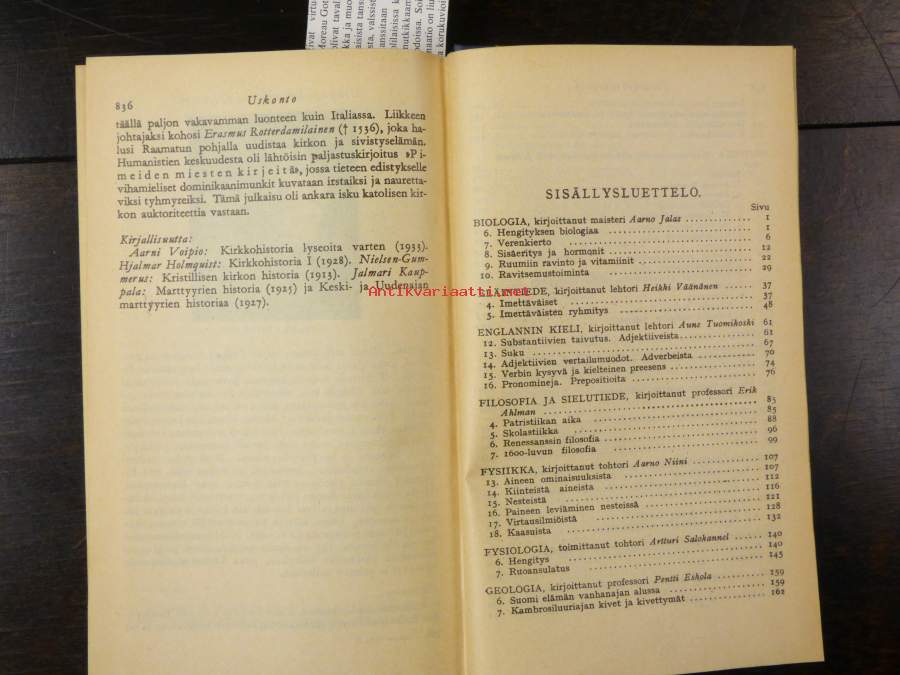 836
Uskonto
täällä paljon vakavamman luonteen kuin Italiassa. Liikkeen
johtajaksi kohosi Erasmus Rotterdamilainen († 1536), joka ha-
lusi Raamatun pohjalla uudistaa kirkon ja sivistyselämän.
Humanistien keskuudesta oli lähtöisin paljastuskirjoitus »Pi-
meiden miesten kirjeitä», jossa tieteen edistykselle
vihamieliset dominikaanimunkit kuvataan irstaiksi ja naurettа-
viksi tyhmyreiksi. Tämä julkaisu oli ankara isku katolisen kir-
kon auktoriteettia vastaan.
Kirjallisuutta:
Aarni Voipio: Kirkkohistoria lyseoita varten (1933).
Hjalmar Holmquist: Kirkkohistoria I (1928). Nielsen-Gum-
merus: Kristillisen kirkon historia (1913). Jalmari Kaup-
pala: Marttyyrien historia (1925) ja Keski- ja Uudenajan
marttyyrien historiaa (1927).
Antikvariaatti.net
SISÄLLYSLUETTELO.
Sivu
BIOLOGIA, kirjoittanut maisteri Aarno Jalas 1
6. Hengityksen biologiaa 1
7. Verenkierto 6
8. Sisäeritys ja hormonit 12
9. Ruumiin ravinto ja vitamiinit 22
10. Ravitsemustoiminta 29
ELÄINTIEDE, kirjoittanut lehtori Heikki Väänänen 37
4. Imettäväiset 37
5. Imettäväisten ryhmitys 48
ENGLANNIN KIELI, kirjoittanut lehtori Aune Tuomikoski 61
12. Substantiivien taivutus. Adjektiiveista 61
13. Suku 67
14. Adjektiivien vertailumuodot. Adverbeista 70
15. Verbin kysyvä ja kielteinen preesens 74
16. Pronomineja. Prepositioita 76
FILOSOFIA JA SIELUTIEDE, kirjoittanut professori Erik
Ahlman 85
4. Patristiikan aika 85
5. Skolastiikka 88
6. Renessanssin filosofia 96
7. 1600-luvun filosofia 99
FYSIIKKA, kirjoittanut tohtori Aarno Niini 107
13. Aineen ominaisuuksista 107
14. Kiinteistä aineista 112
15. Nesteistä 116
16. Paineen leviäminen nesteissä 121
17. Virtausilmiöistä 128
18. Kaasuista 132
FYSIOLOGIA, toimittanut tohtori Artturi Salokannel 140
6. Hengitys 140
7. Ruoansulatus 145
GEOLOGIA, kirjoittanut professori Pentti Eskola 159
6. Suomi elämän vanhanajan alussa 159
7. Kambrosiluuriajan kivet ja kivettymät 162